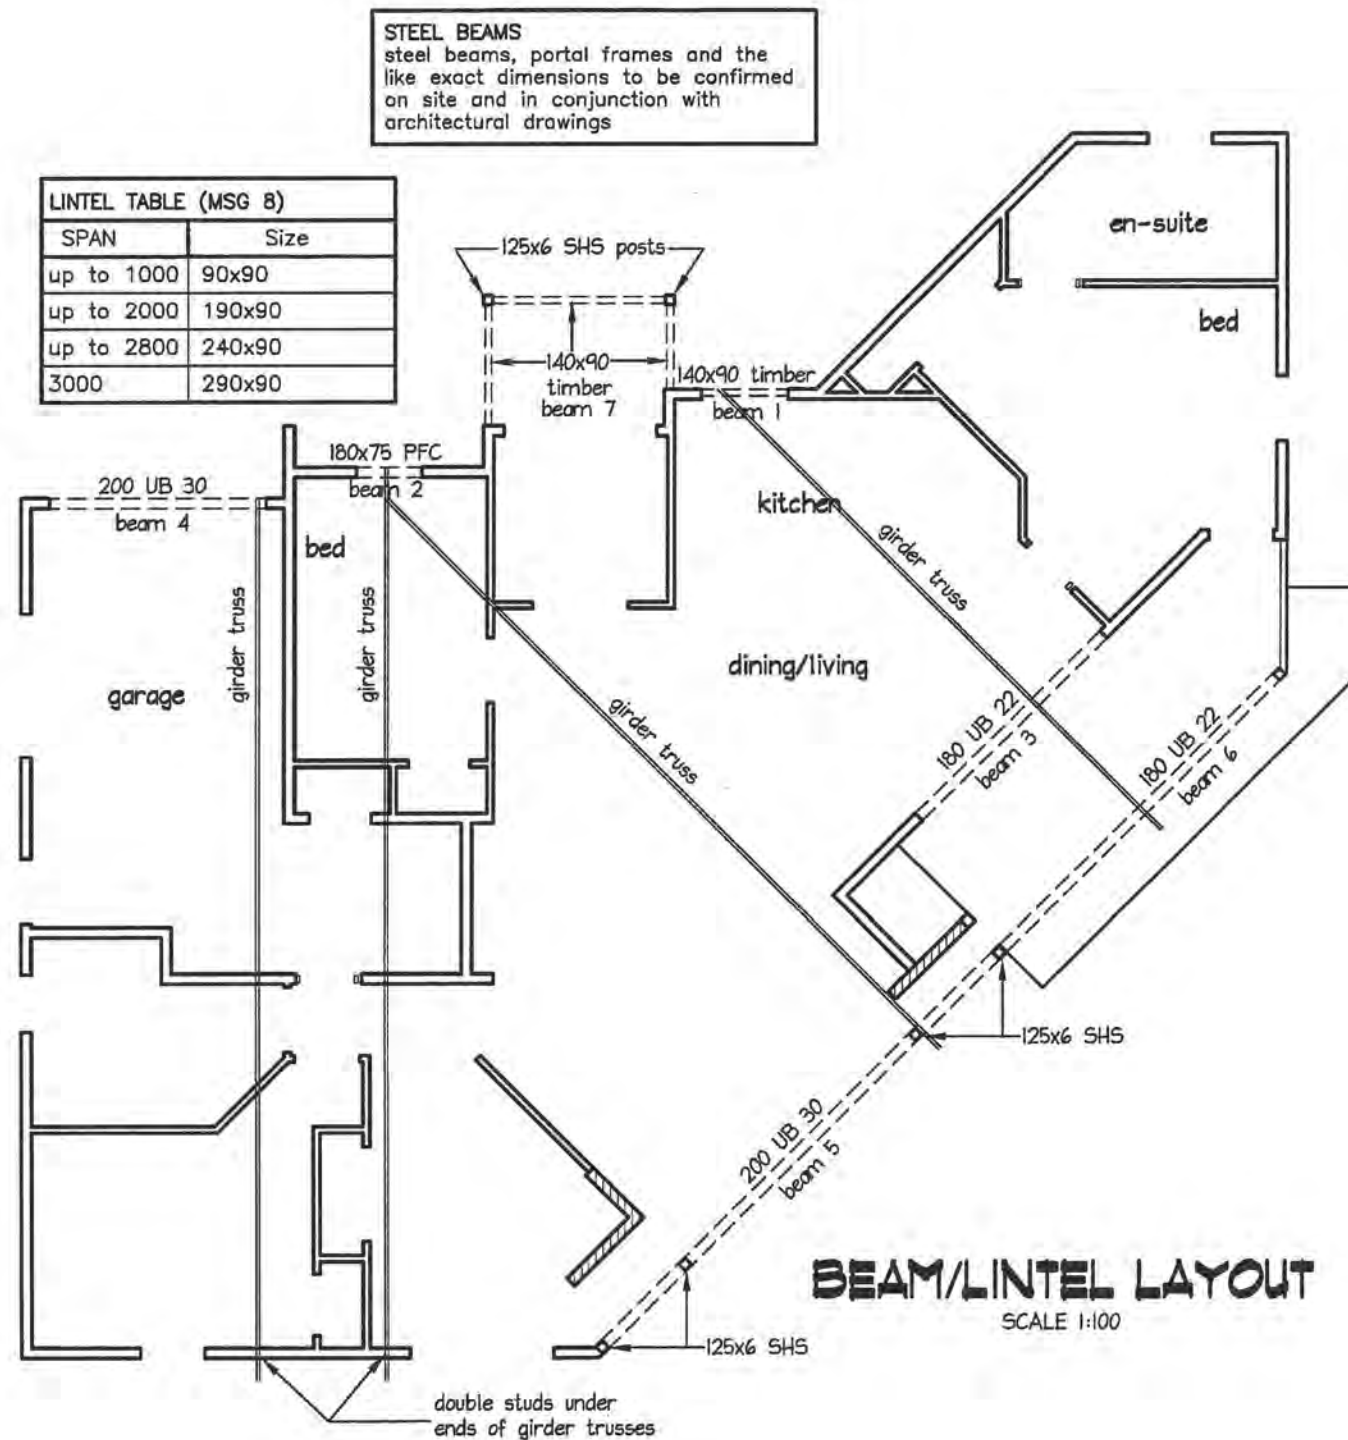 STEEL BEAMS
steel beams, portal frames and the
like exact dimensions to be confirmed
on site and in conjunction with
architectural drawings
LINTEL TABLE (MSG 8)
SPAN Size
up to 1000 90x90
up to 2000 190x90
up to 2800 240x90
3000 290x90
125x6 SHS posts
en-suite
bed
140x90
timber
beam 7
140x90 timber
beam 1
180x75 PFC
beam 2
200 UB 30
beam 4
bed
kitchen
girder truss
girder truss
girder truss
garage
dining/living
girder truss
180 UB 22
beam 3
180 UB 22
beam 6
125x6 SHS
200 UB 30
beam 5
BEAM/LINTEL LAYOUT
SCALE 1:100
125x6 SHS
double studs under
ends of girder trusses